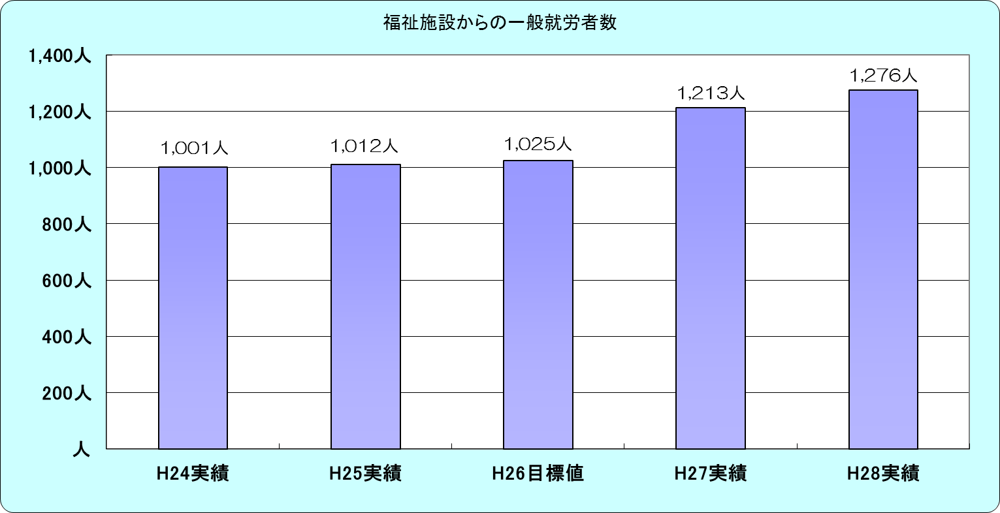 福祉施設からの一般就労者数
1,400人
1,200人
1,000人
800人
600人
400人
200人
人
1,001人
1,012人
1,025人
1,213人
1,276人
H24実績
H25実績
H26目標値
H27実績
H28実績